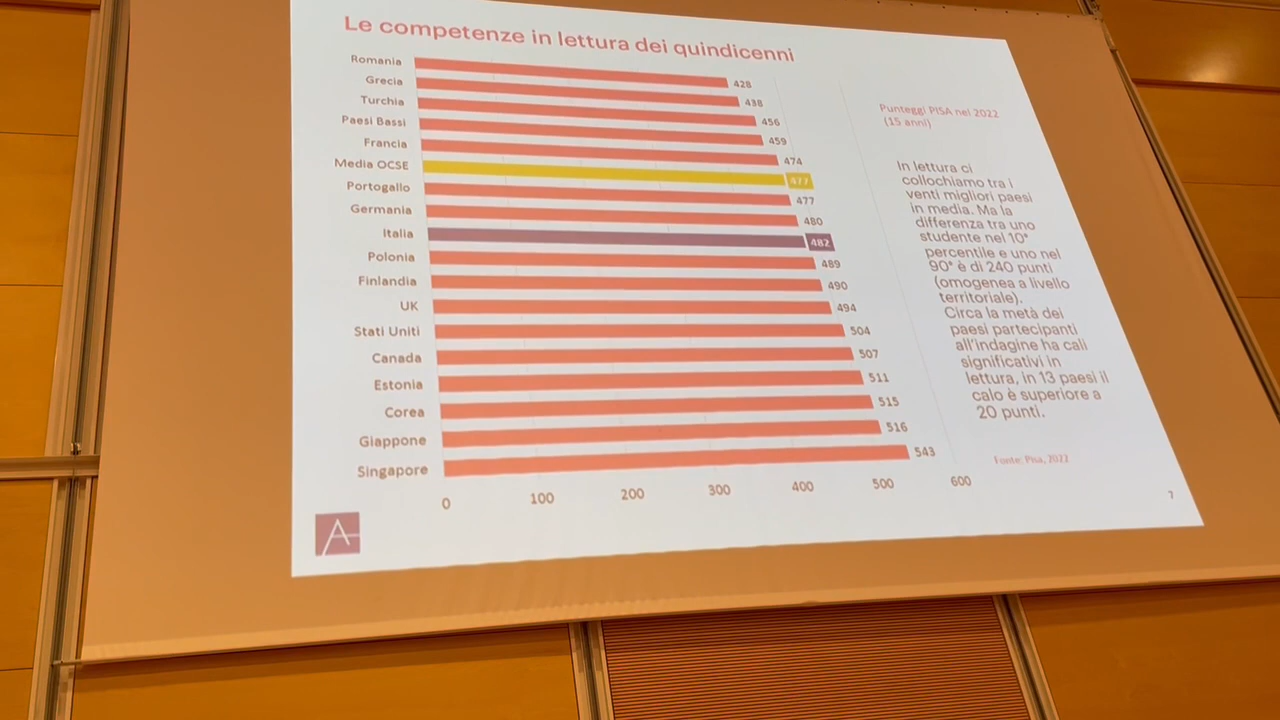 Le competenze in lettura dei quindicenni
Romania 428
Grecia 438
Turchia 456
Paesi Bassi 459
Francia 474
Media OCSE 477
Portogallo 477
Germania 480
Italia 482
Polonia 489
Finlandia 490
UK 494
Stati Uniti 504
Canada 507
Estonia 511
Corea 515
Giappone 516
Singapore 543
0 100 200 300 400 500 600
Punteggi PISA nel 2022
(15 anni)
In lettura ci
collochiamo tra i
venti migliori paesi
in media. Ma la
differenza tra uno
studente nel 10°
percentile e uno nel
90° è di 240 punti
(omogenea a livello
territoriale).
Circa la metà dei
paesi partecipanti
all'indagine ha cali
significativi in
lettura, in 13 paesi il
calo è superiore a
20 punti.
Fonte: Pisa, 2022
7
A